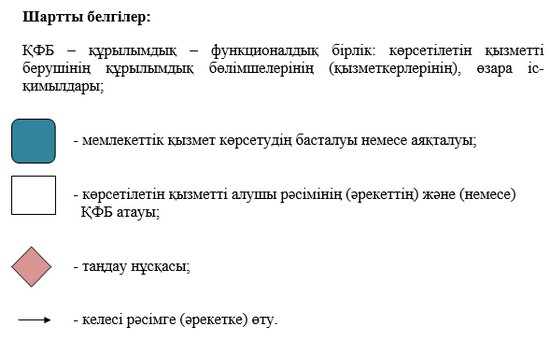 Шартты белгілер:
ҚФБ – құрылымдық – функционалдық бірлік: көрсетілетін қызметті
берушінің құрылымдық бөлімшелерінің (қызметкерлерінің), өзара іс-
қимылдары;
- мемлекеттік қызмет көрсетудің басталуы немесе аяқталуы;
- көрсетілетін қызметті алушы рәсімінің (әрекеттің) және (немесе)
ҚФБ атауы;
- таңдау нұсқасы;
- келесі рәсімге (әрекетке) өту.